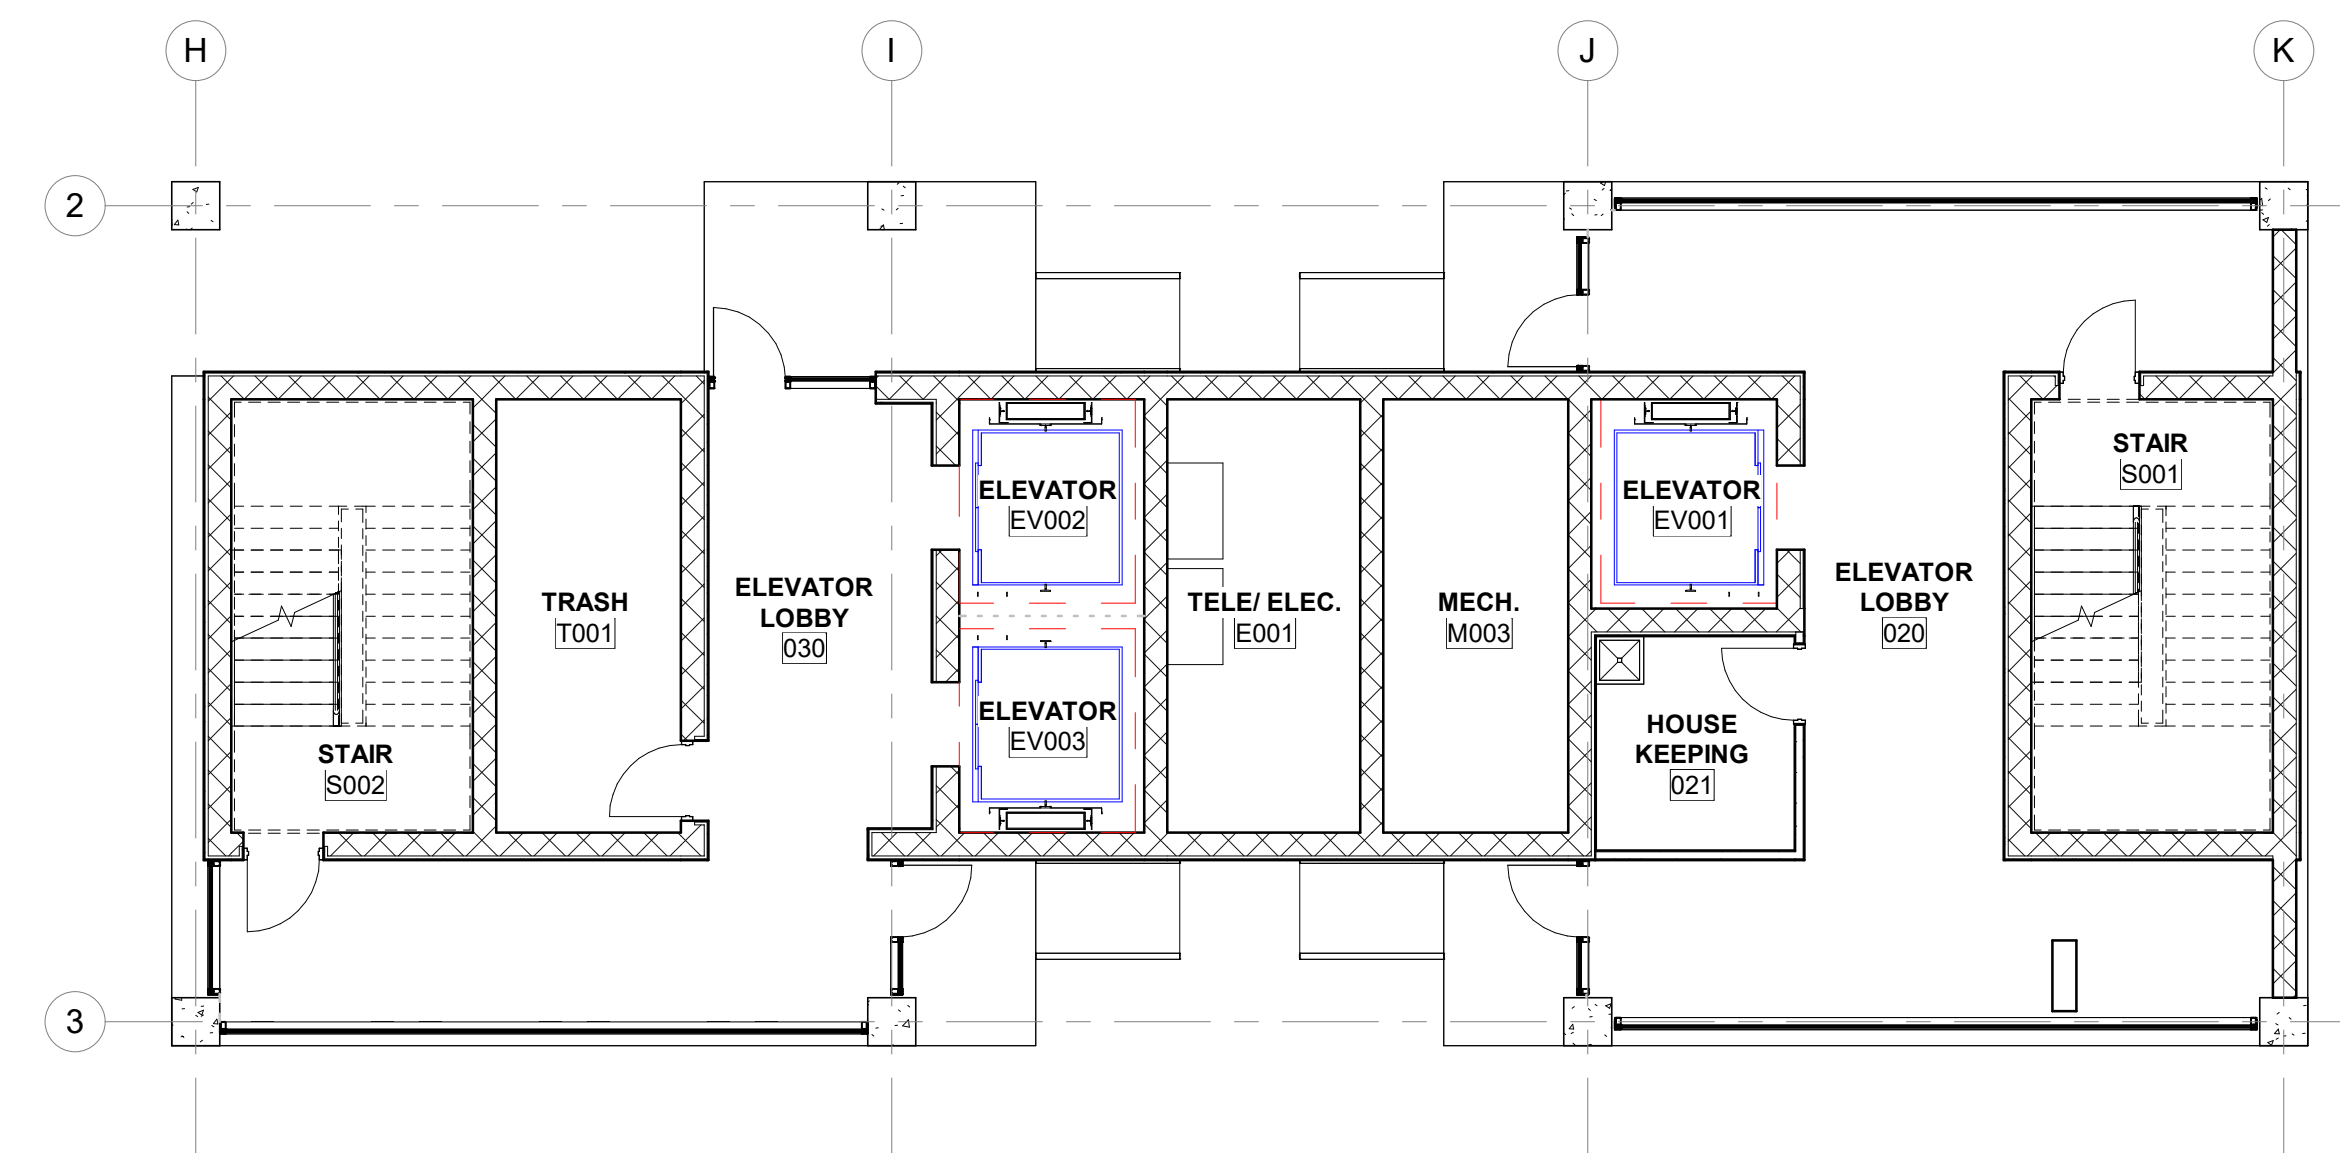 H
I
J
K
2
3
STAIR
S002
TRASH
T001
ELEVATOR
LOBBY
030
ELEVATOR
EV002
ELEVATOR
EV003
TELE/ ELEC.
E001
MECH.
M003
ELEVATOR
EV001
HOUSE
KEEPING
021
ELEVATOR
LOBBY
020
STAIR
S001